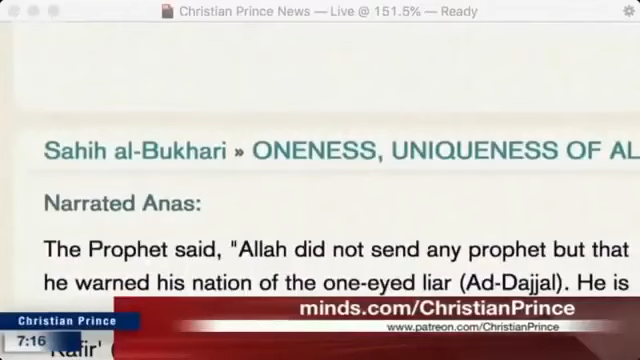 Christian Prince News — Live @ 151.5% — Ready
Sahih al-Bukhari » ONENESS, UNIQUENESS OF AL
Narrated Anas:
The Prophet said, "Allah did not send any prophet but that
he warned his nation of the one-eyed liar (Ad-Dajjal). He is
minds.com/ChristianPrince
Christian Prince
www.patreon.com/ChristianPrince
7:16
'Kafir' (